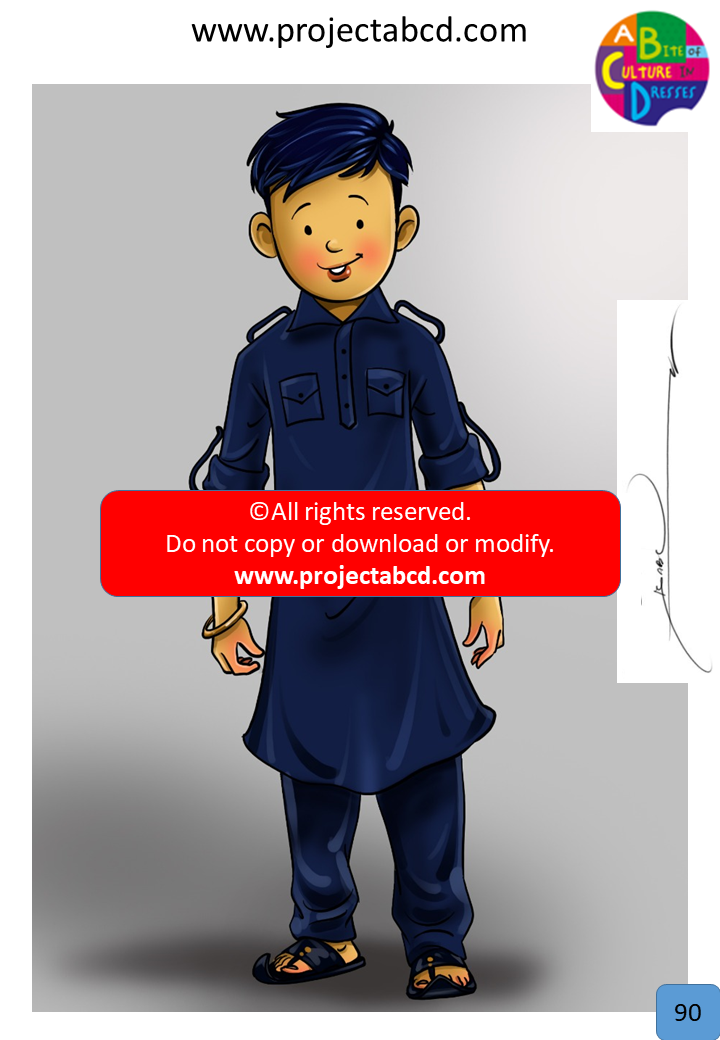 www.projectabcd.com
A BITE OF
CULTURE IN
DRESSES
©All rights reserved.
Do not copy or download or modify.
www.projectabcd.com
90